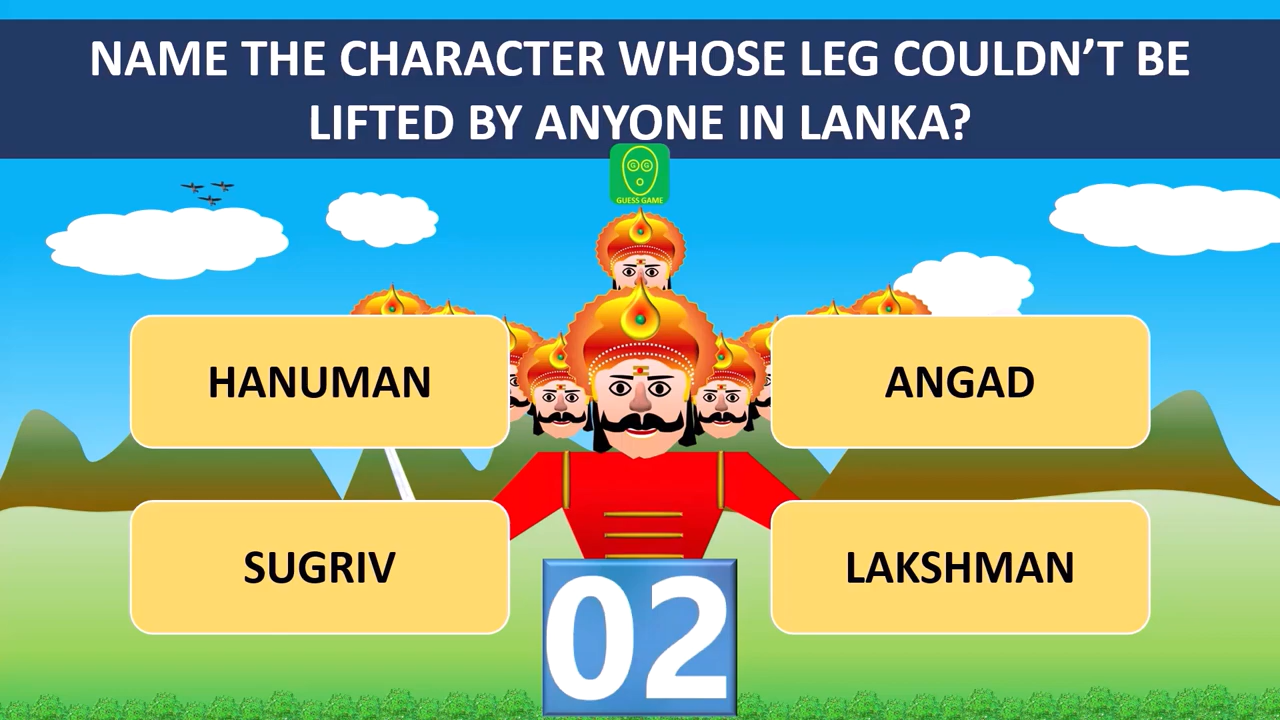 NAME THE CHARACTER WHOSE LEG COULDN'T BE
LIFTED BY ANYONE IN LANKA?
G G
O
GUESS GAME
HANUMAN
ANGAD
SUGRIV
LAKSHMAN
02